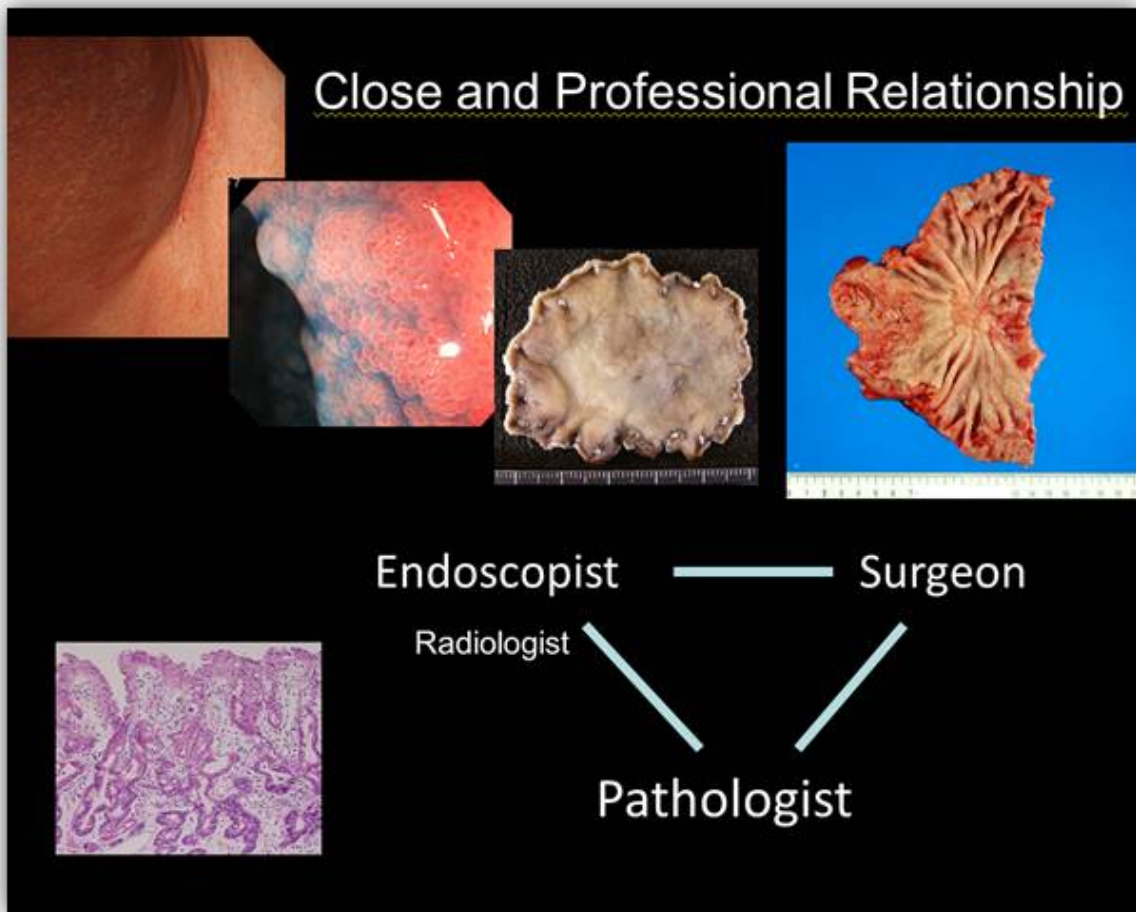 Close and Professional Relationship
Endoscopist
Surgeon
Radiologist
Pathologist